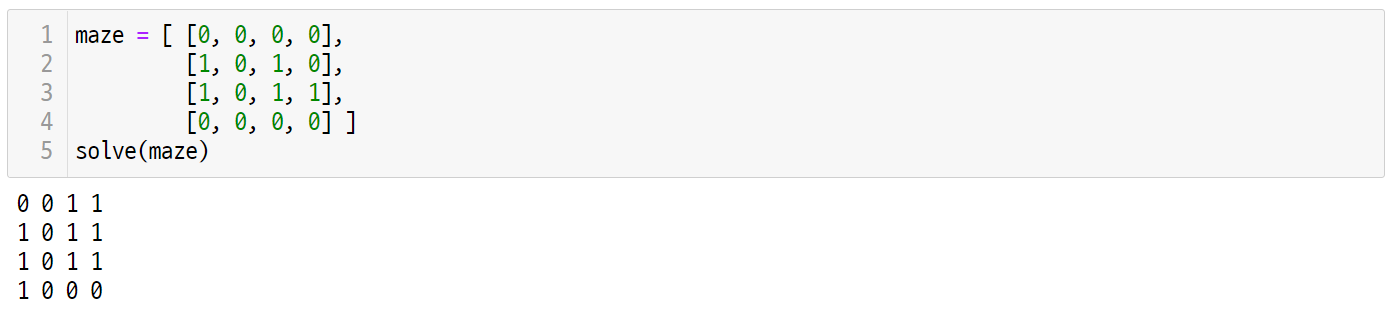 1 maze = [ [0, 0, 0, 0],
2 [1, 0, 1, 0],
3 [1, 0, 1, 1],
4 [0, 0, 0, 0] ]
5 solve(maze)
0 0 1 1
1 0 1 1
1 0 1 1
1 0 0 0